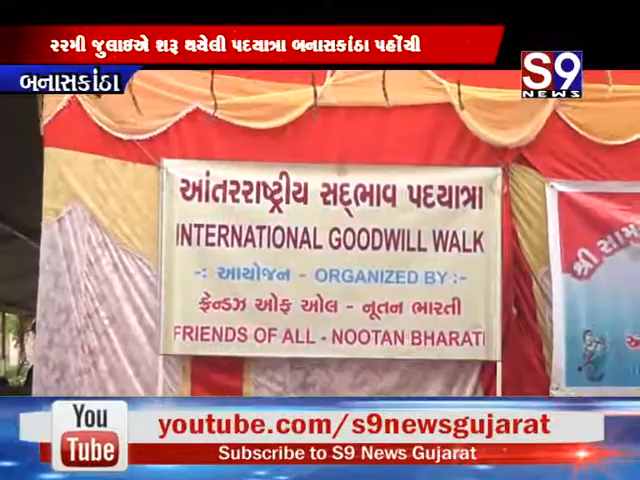 ૨૨મી જુલાઇએ શરૂ થયેલી પદયાત્રા બનાસકાંઠા પહોંચી
બનાસકાંઠા
S9
NEWS
આંતરરાષ્ટ્રીય સદ્ભાવ પદયાત્રા
INTERNATIONAL GOODWILL WALK
-: આયોજન - ORGANIZED BY :-
ફ્રેન્ડઝ ઓફ ઓલ - નૂતન ભારતી
FRIENDS OF ALL - NOOTAN BHARATI
શ્રી
You
Tube
youtube.com/s9newsgujarat
Subscribe to S9 News Gujarat